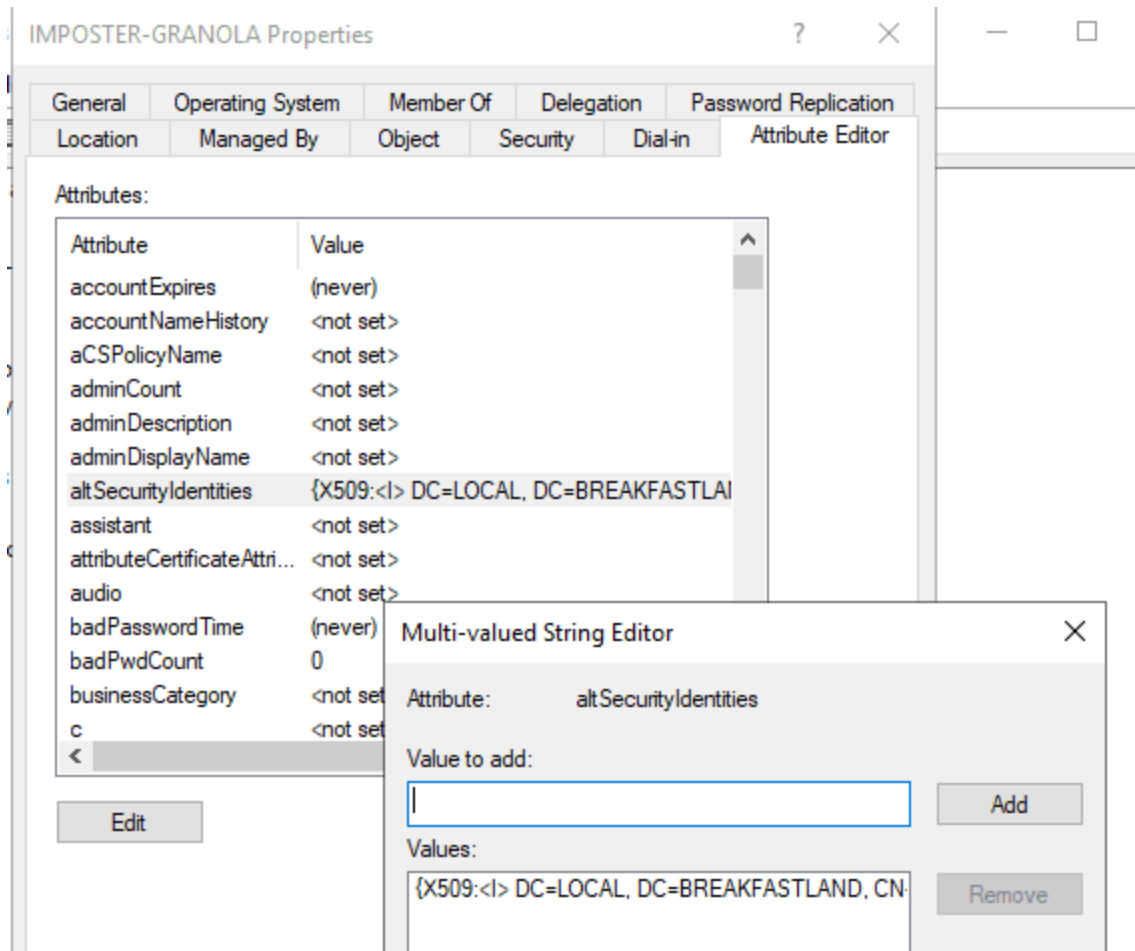 IMPOSTER-GRANOLA Properties ?
General Operating System Member Of Delegation Password Replication
Location Managed By Object Security Dial-in Attribute Editor
Attributes:
Attribute Value
accountExpires (never)
accountNameHistory <not set>
aCSPolicyName <not set>
adminCount <not set>
adminDescription <not set>
adminDisplayName <not set>
altSecurityIdentities {X509:<I> DC=LOCAL, DC=BREAKFASTLA
assistant <not set>
attributeCertificateAttri... <not set>
audio <not set>
badPasswordTime (never)
badPwdCount 0
businessCategory <not set
c <not set
Edit
Multi-valued String Editor
Attribute: altSecurityIdentities
Value to add:
Add
Values:
{X509:<I> DC=LOCAL, DC=BREAKFASTLAND, CN
Remove